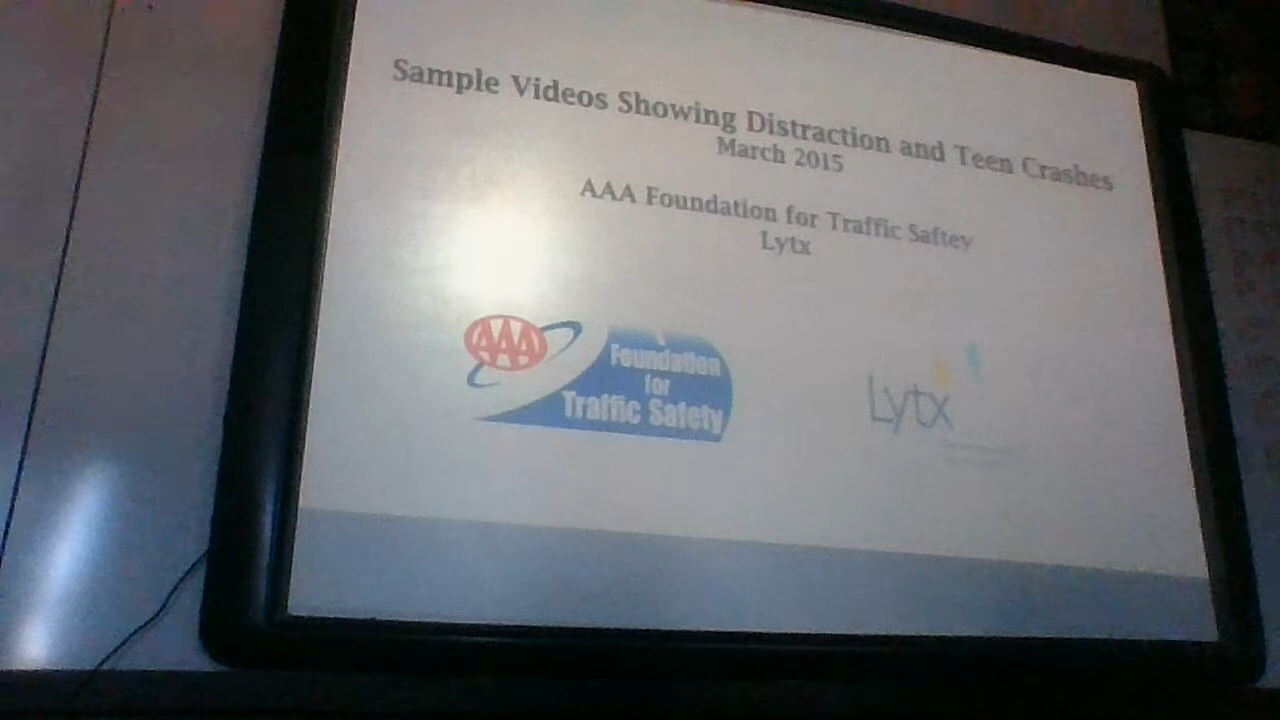 Sample Videos Showing Distraction and Teen Crashes
March 2015
AAA Foundation for Traffic Saftey
Lytx
AAA
Foundation
for
Traffic Safety
Lytx